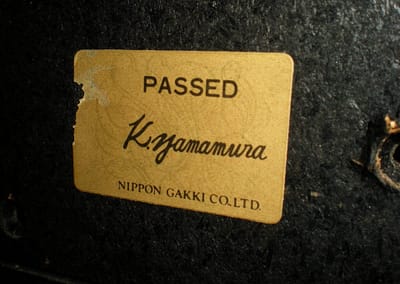 PASSED
K. Yamamura
NIPPON GAKKI CO.,LTD.